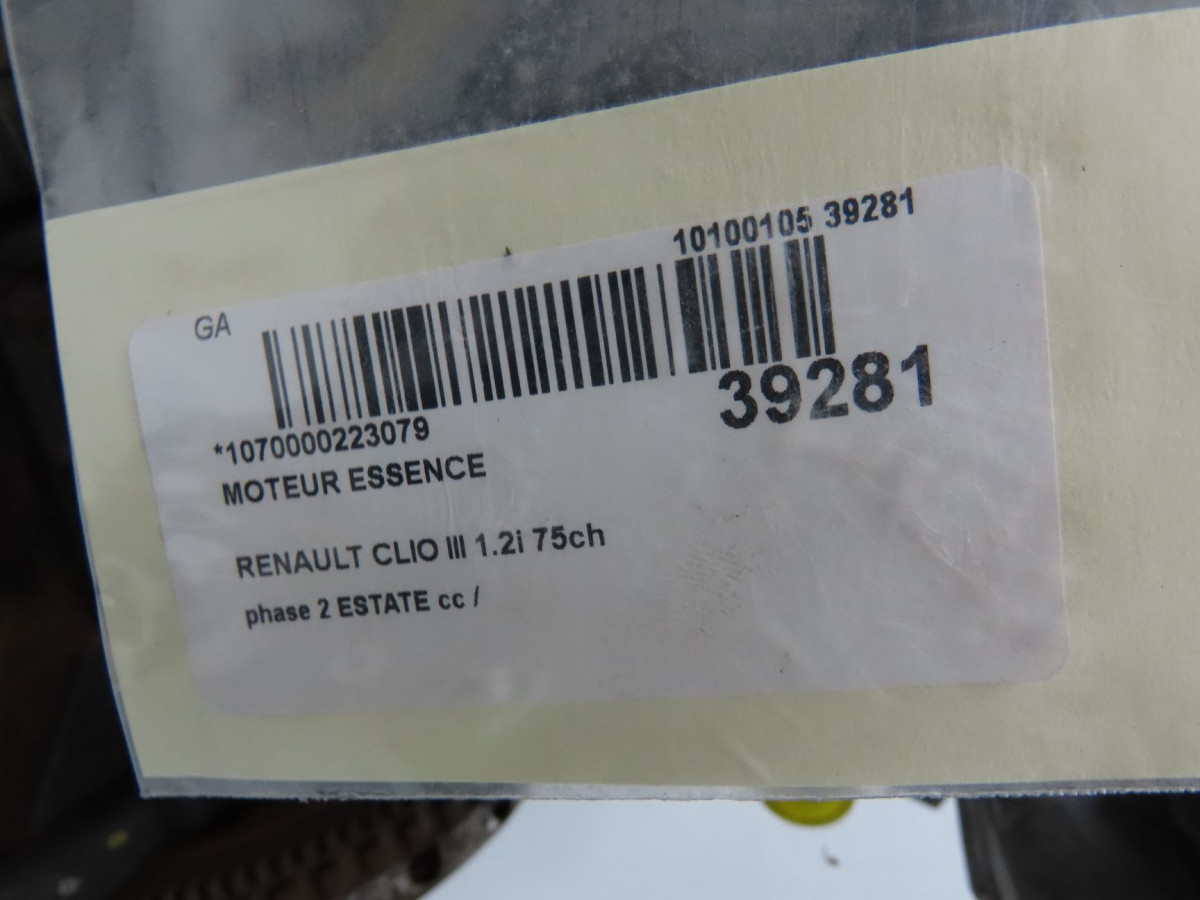 10100105 39281
GA
39281
*1070000223079
MOTEUR ESSENCE
RENAULT CLIO III 1.2i 75ch
phase 2 ESTATE cc /